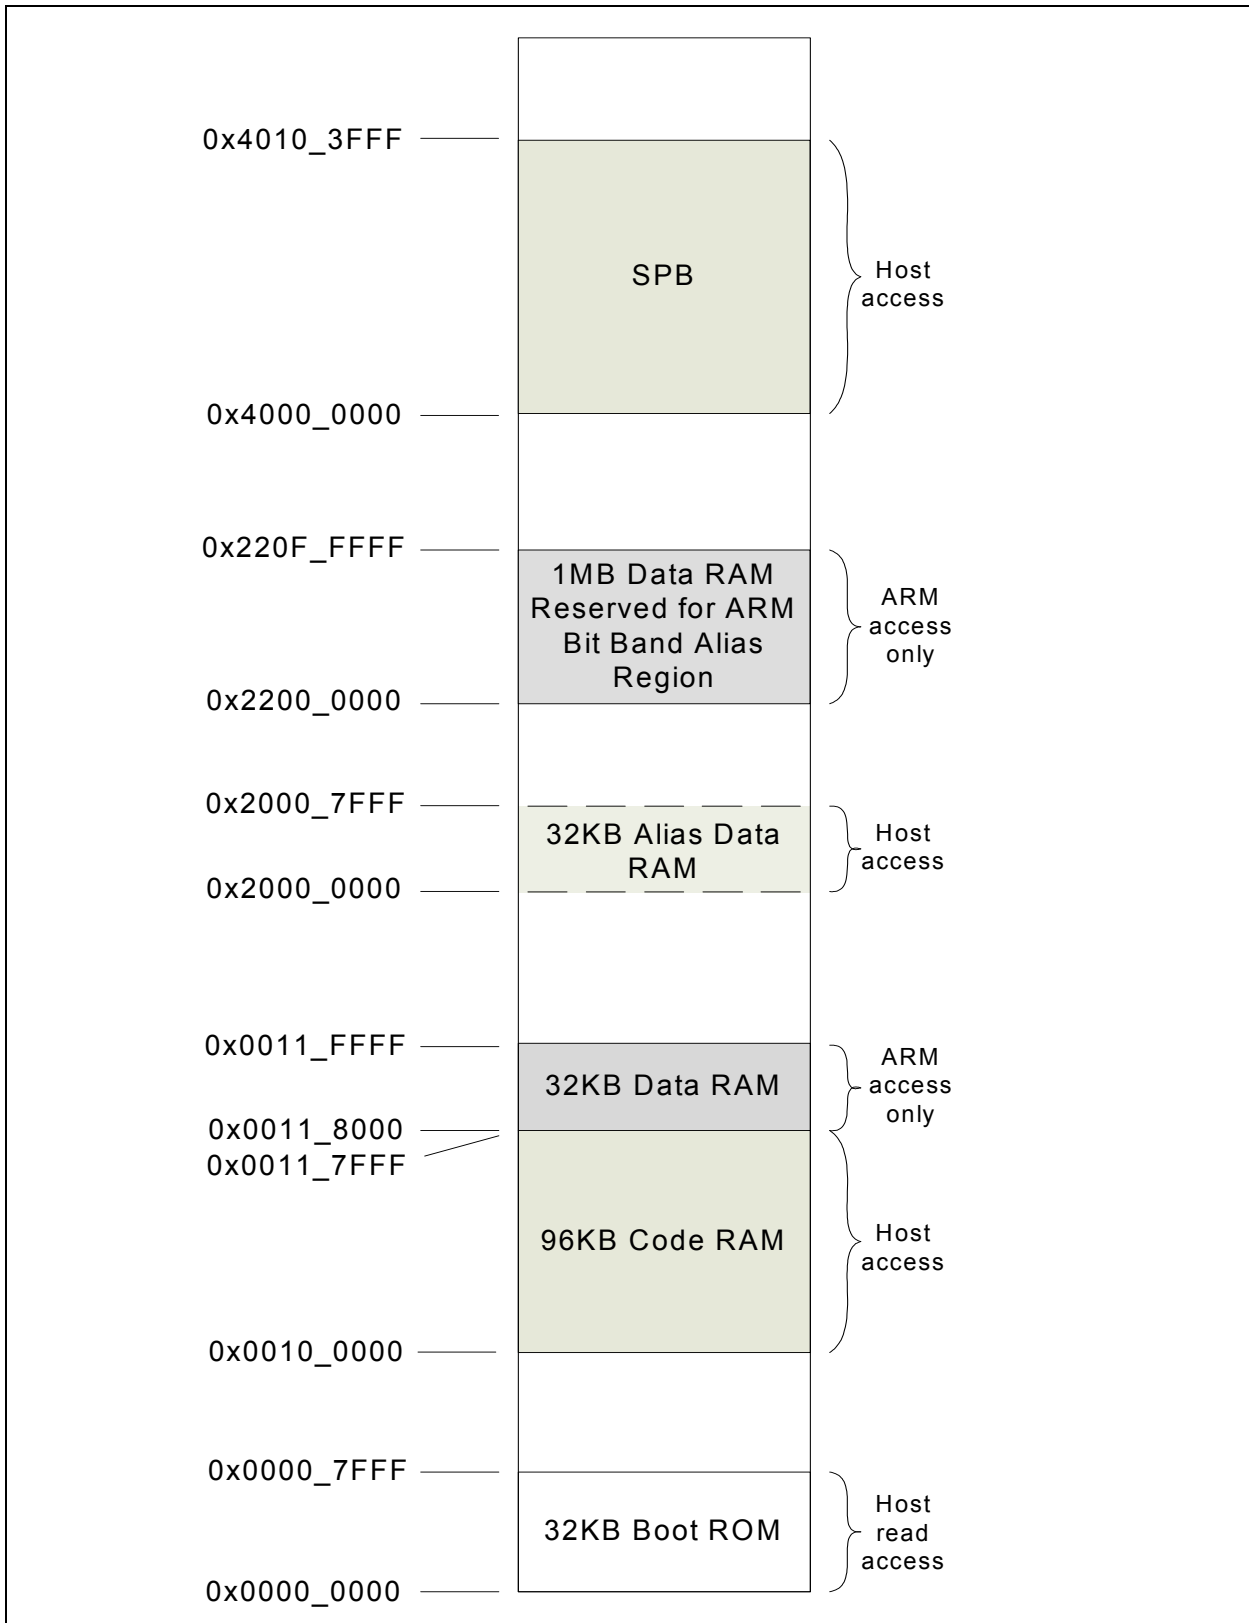 0x4010_3FFF
SPB
Host
access
0x4000_0000
0x220F_FFFF
1MB Data RAM
Reserved for ARM
Bit Band Alias
Region
ARM
access
only
0x2200_0000
0x2000_7FFF
32KB Alias Data
RAM
Host
access
0x2000_0000
0x0011_FFFF
32KB Data RAM
ARM
access
only
0x0011_8000
0x0011_7FFF
96KB Code RAM
Host
access
0x0010_0000
0x0000_7FFF
32KB Boot ROM
Host
read
access
0x0000_0000